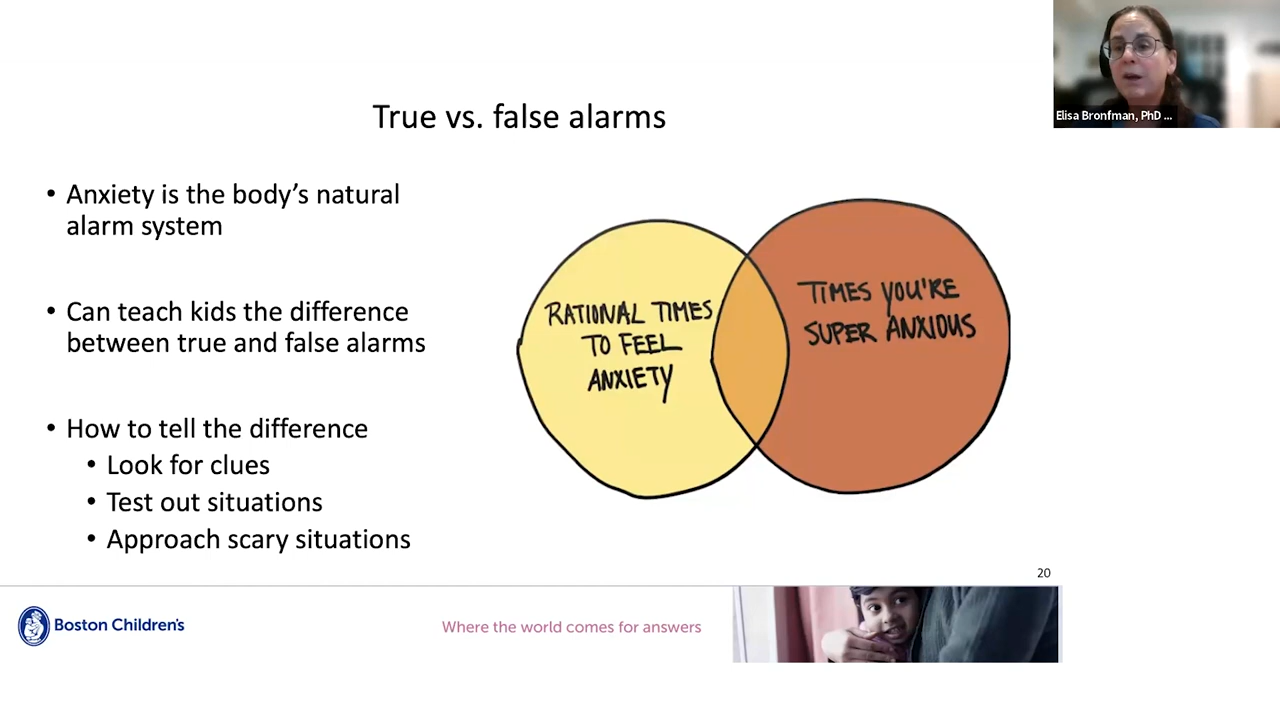 Elisa Bronfman, PhD ...
True vs. false alarms
• Anxiety is the body’s natural
alarm system
• Can teach kids the difference
between true and false alarms
• How to tell the difference
• Look for clues
• Test out situations
• Approach scary situations
RATIONAL TIMES
TO FEEL
ANXIETY
TIMES YOU'RE
SUPER ANXIOUS
20
Boston Children's
Where the world comes for answers